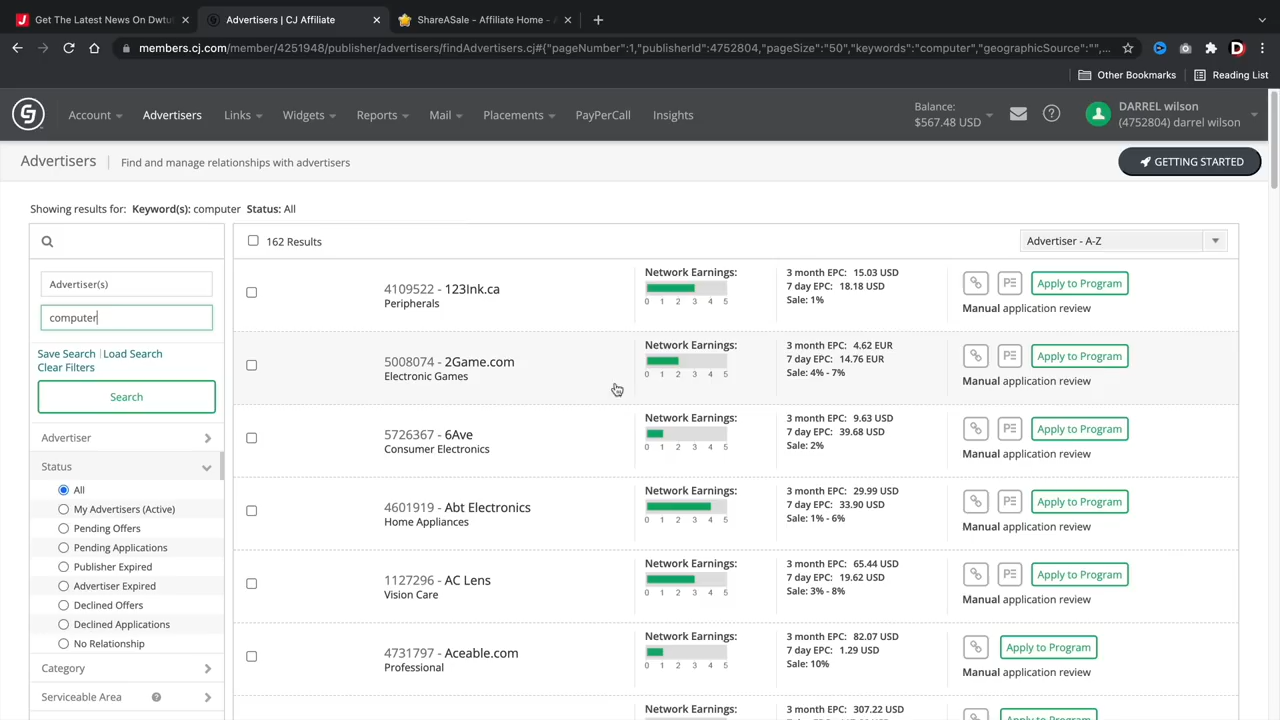 Get The Latest News On Dwtu
Advertisers | CJ Affiliate
ShareASale - Affiliate Home -
members.cj.com/member/4251948/publisher/advertisers/findAdvertisers.cj#{"pageNumber":1,"publisherId":4752804,"pageSize":"50","keywords":"computer","geographicSource":"",...
D
Other Bookmarks
Reading List
Account
Advertisers
Links
Widgets
Reports
Mail
Placements
PayPerCall
Insights
Balance:
$567.48 USD
DARREL wilson
(4752804) darrel wilson
Advertisers
Find and manage relationships with advertisers
GETTING STARTED
Showing results for: Keyword(s): computer Status: All
Advertiser(s)
computer
Save Search | Load Search
Clear Filters
Search
Advertiser
Status
All
My Advertisers (Active)
Pending Offers
Pending Applications
Publisher Expired
Advertiser Expired
Declined Offers
Declined Applications
No Relationship
Category
Serviceable Area
162 Results
Advertiser - A-Z
4109522 - 123Ink.ca
Peripherals
Network Earnings:
0 1 2 3 4 5
3 month EPC: 15.03 USD
7 day EPC: 18.18 USD
Sale: 1%
Apply to Program
Manual application review
5008074 - 2Game.com
Electronic Games
Network Earnings:
0 1 2 3 4 5
3 month EPC: 4.62 EUR
7 day EPC: 14.76 EUR
Sale: 4% - 7%
Apply to Program
Manual application review
5726367 - 6Ave
Consumer Electronics
Network Earnings:
0 1 2 3 4 5
3 month EPC: 9.63 USD
7 day EPC: 39.68 USD
Sale: 2%
Apply to Program
Manual application review
4601919 - Abt Electronics
Home Appliances
Network Earnings:
0 1 2 3 4 5
3 month EPC: 29.99 USD
7 day EPC: 33.90 USD
Sale: 1% - 6%
Apply to Program
Manual application review
1127296 - AC Lens
Vision Care
Network Earnings:
0 1 2 3 4 5
3 month EPC: 65.44 USD
7 day EPC: 19.62 USD
Sale: 3% - 8%
Apply to Program
Manual application review
4731797 - Aceable.com
Professional
Network Earnings:
0 1 2 3 4 5
3 month EPC: 82.07 USD
7 day EPC: 1.29 USD
Sale: 10%
Apply to Program
Manual application review
Network Earnings:
3 month EPC: 307.22 USD
Apply to Program